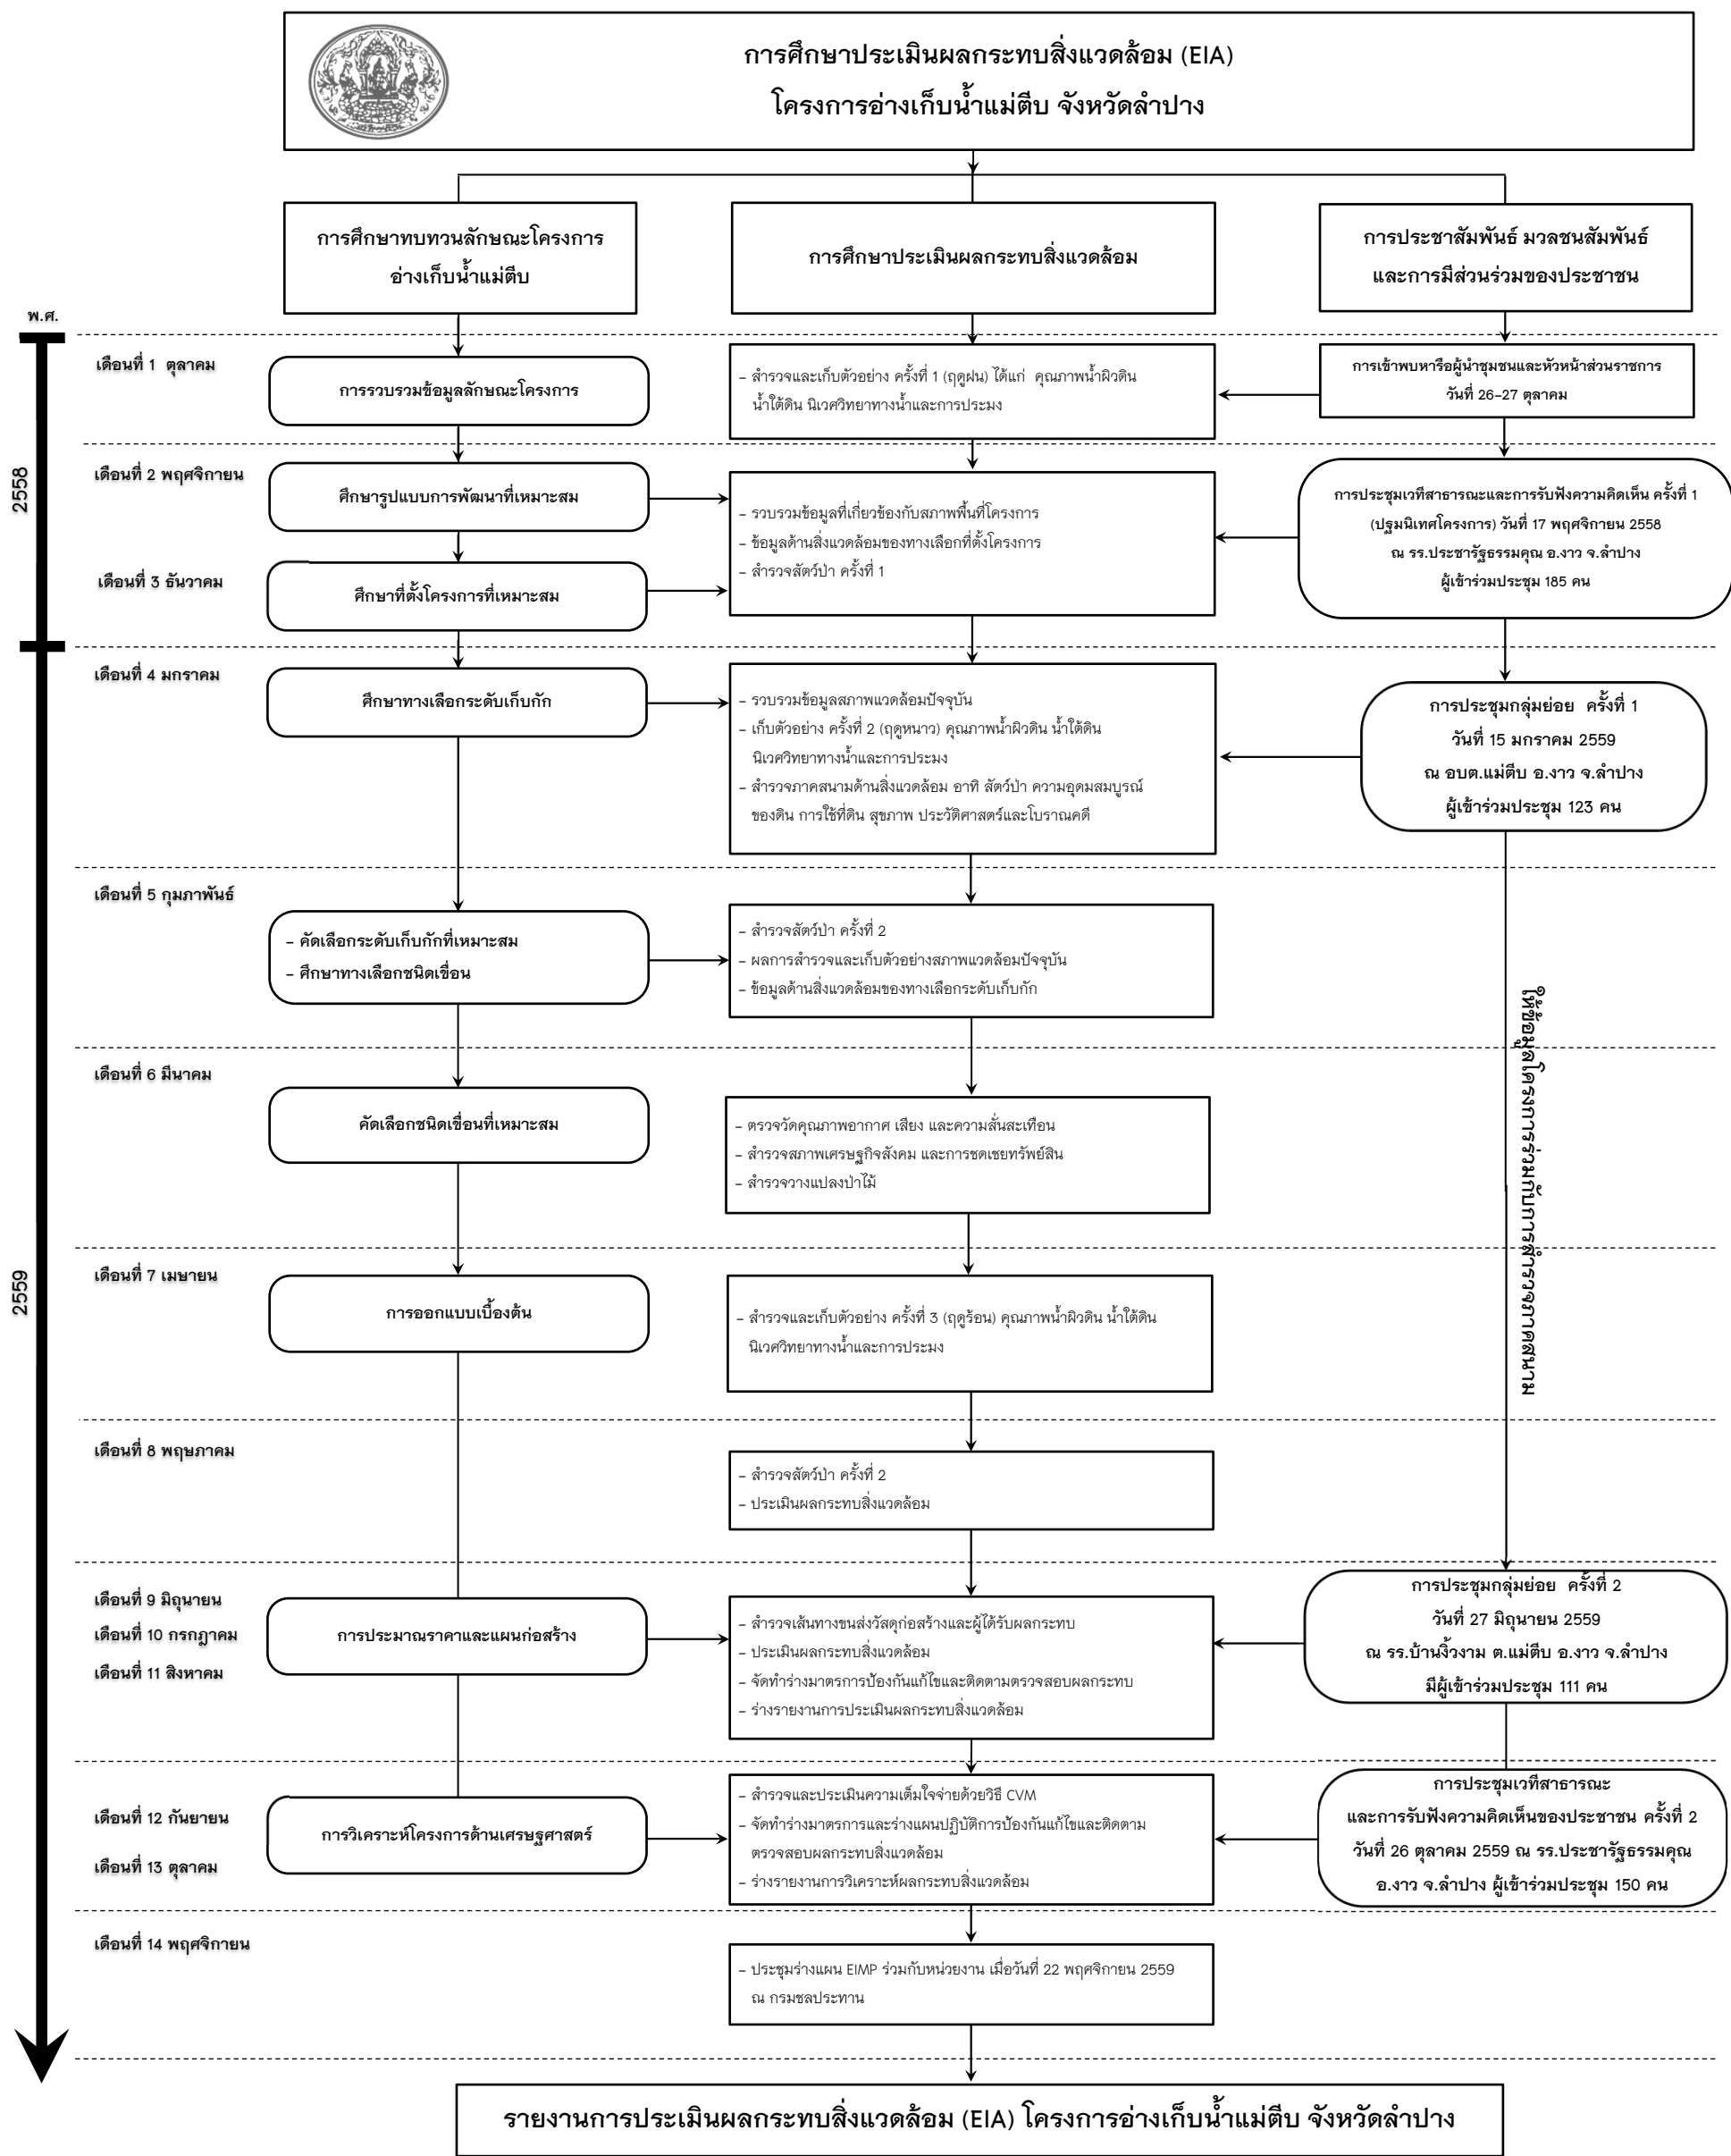 การศึกษาประเมินผลกระทบสิ่งแวดล้อม (EIA)
โครงการอ่างเก็บน้ำแม่ตีบ จังหวัดลำปาง
การศึกษาทบทวนลักษณะโครงการ
อ่างเก็บน้ำแม่ตีบ
การศึกษาประเมินผลกระทบสิ่งแวดล้อม
การประชาสัมพันธ์ มวลชนสัมพันธ์
และการมีส่วนร่วมของประชาชน
พ.ศ.
2558
เดือนที่ 1 ตุลาคม
การรวบรวมข้อมูลลักษณะโครงการ
– สำรวจและเก็บตัวอย่าง ครั้งที่ 1 (ฤดูฝน) ได้แก่ คุณภาพน้ำผิวดิน
น้ำใต้ดิน นิเวศวิทยาทางน้ำและการประมง
การเข้าพบหารือผู้นำชุมชนและหัวหน้าส่วนราชการ
วันที่ 26-27 ตุลาคม
เดือนที่ 2 พฤศจิกายน
ศึกษารูปแบบการพัฒนาที่เหมาะสม
– รวบรวมข้อมูลที่เกี่ยวข้องกับสภาพพื้นที่โครงการ
– ข้อมูลด้านสิ่งแวดล้อมของทางเลือกที่ตั้งโครงการ
– สำรวจสัตว์ป่า ครั้งที่ 1
การประชุมเวทีสาธารณะและการรับฟังความคิดเห็น ครั้งที่ 1
(ปฐมนิเทศโครงการ) วันที่ 17 พฤศจิกายน 2558
ณ รร.ประชารัฐธรรมคุณ อ.งาว จ.ลำปาง
ผู้เข้าร่วมประชุม 185 คน
เดือนที่ 3 ธันวาคม
ศึกษาที่ตั้งโครงการที่เหมาะสม
2559
เดือนที่ 4 มกราคม
ศึกษาทางเลือกระดับเก็บกัก
– รวบรวมข้อมูลสภาพแวดล้อมปัจจุบัน
– เก็บตัวอย่าง ครั้งที่ 2 (ฤดูหนาว) คุณภาพน้ำผิวดิน น้ำใต้ดิน
นิเวศวิทยาทางน้ำและการประมง
– สำรวจภาคสนามด้านสิ่งแวดล้อม อาทิ สัตว์ป่า ความอุดมสมบูรณ์
ของดิน การใช้ที่ดิน สุขภาพ ประวัติศาสตร์และโบราณคดี
การประชุมกลุ่มย่อย ครั้งที่ 1
วันที่ 15 มกราคม 2559
ณ อบต.แม่ตีบ อ.งาว จ.ลำปาง
ผู้เข้าร่วมประชุม 123 คน
เดือนที่ 5 กุมภาพันธ์
– คัดเลือกระดับเก็บกักที่เหมาะสม
– ศึกษาทางเลือกชนิดเขื่อน
– สำรวจสัตว์ป่า ครั้งที่ 2
– ผลการสำรวจและเก็บตัวอย่างสภาพแวดล้อมปัจจุบัน
– ข้อมูลด้านสิ่งแวดล้อมของทางเลือกระดับเก็บกัก
ให้ข้อมูลโครงการร่วมกับการสำรวจภาคสนาม
เดือนที่ 6 มีนาคม
คัดเลือกชนิดเขื่อนที่เหมาะสม
– ตรวจวัดคุณภาพอากาศ เสียง และความสั่นสะเทือน
– สำรวจสภาพเศรษฐกิจสังคม และการชดเชยทรัพย์สิน
– สำรวจวางแปลงป่าไม้
เดือนที่ 7 เมษายน
การออกแบบเบื้องต้น
– สำรวจและเก็บตัวอย่าง ครั้งที่ 3 (ฤดูร้อน) คุณภาพน้ำผิวดิน น้ำใต้ดิน
นิเวศวิทยาทางน้ำและการประมง
เดือนที่ 8 พฤษภาคม
– สำรวจสัตว์ป่า ครั้งที่ 2
– ประเมินผลกระทบสิ่งแวดล้อม
เดือนที่ 9 มิถุนายน
เดือนที่ 10 กรกฎาคม
เดือนที่ 11 สิงหาคม
การประมาณราคาและแผนก่อสร้าง
– สำรวจเส้นทางขนส่งวัสดุก่อสร้างและผู้ได้รับผลกระทบ
– ประเมินผลกระทบสิ่งแวดล้อม
– จัดทำร่างมาตรการป้องกันแก้ไขและติดตามตรวจสอบผลกระทบ
– ร่างรายงานการประเมินผลกระทบสิ่งแวดล้อม
การประชุมกลุ่มย่อย ครั้งที่ 2
วันที่ 27 มิถุนายน 2559
ณ รร.บ้านงิ้วงาม ต.แม่ตีบ อ.งาว จ.ลำปาง
มีผู้เข้าร่วมประชุม 111 คน
เดือนที่ 12 กันยายน
เดือนที่ 13 ตุลาคม
การวิเคราะห์โครงการด้านเศรษฐศาสตร์
– สำรวจและประเมินความเต็มใจจ่ายด้วยวิธี CVM
– จัดทำร่างมาตรการและร่างแผนปฏิบัติการป้องกันแก้ไขและติดตาม
ตรวจสอบผลกระทบสิ่งแวดล้อม
– ร่างรายงานการวิเคราะห์ผลกระทบสิ่งแวดล้อม
การประชุมเวทีสาธารณะ
และการรับฟังความคิดเห็นของประชาชน ครั้งที่ 2
วันที่ 26 ตุลาคม 2559 ณ รร.ประชารัฐธรรมคุณ
อ.งาว จ.ลำปาง ผู้เข้าร่วมประชุม 150 คน
เดือนที่ 14 พฤศจิกายน
– ประชุมร่างแผน EIMP ร่วมกับหน่วยงาน เมื่อวันที่ 22 พฤศจิกายน 2559
ณ กรมชลประทาน
รายงานการประเมินผลกระทบสิ่งแวดล้อม (EIA) โครงการอ่างเก็บน้ำแม่ตีบ จังหวัดลำปาง